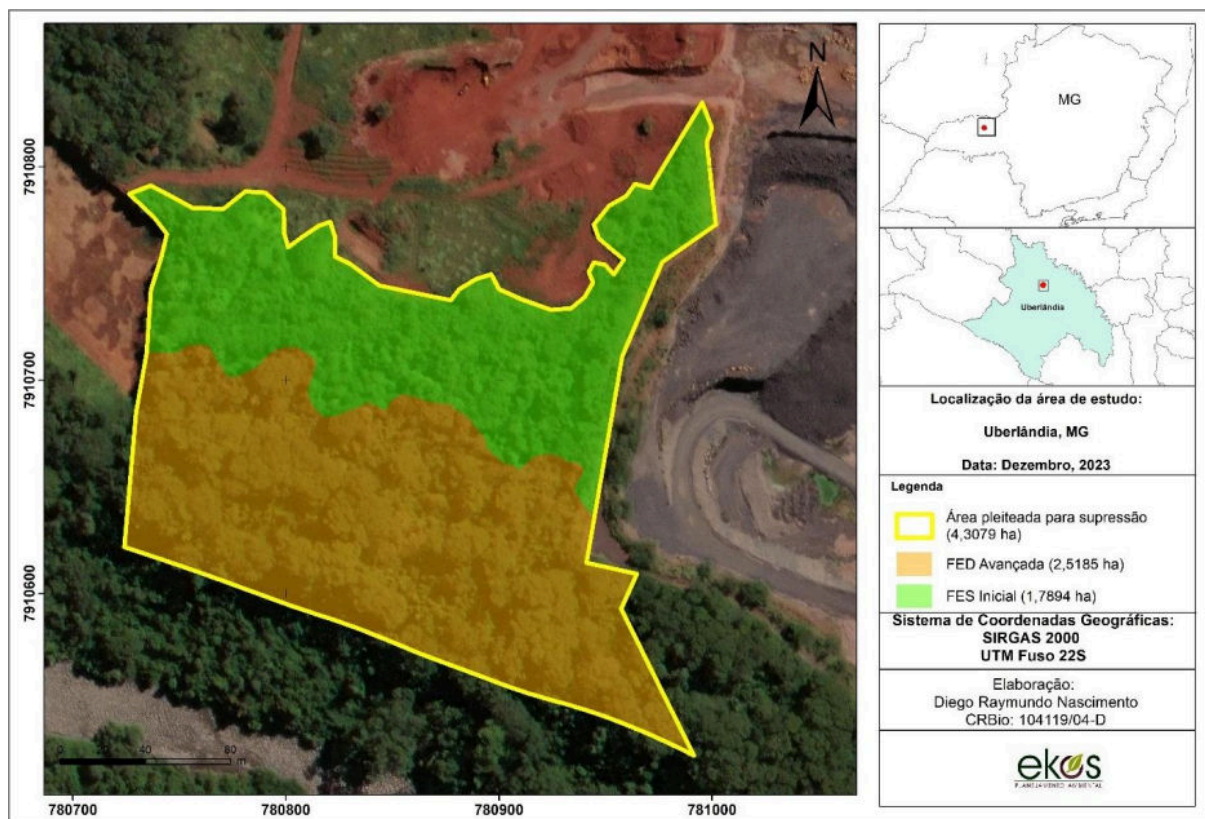 N
7910800
7910700
7910600
0 20 40 80
m
780700 780800 780900 781000
MG
Uberlândia
Localização da área de estudo:
Uberlândia, MG
Data: Dezembro, 2023
Legenda
Área pleiteada para supressão
(4,3079 ha)
FED Avançada (2,5185 ha)
FES Inicial (1,7894 ha)
Sistema de Coordenadas Geográficas:
SIRGAS 2000
UTM Fuso 22S
Elaboração:
Diego Raymundo Nascimento
CRBio: 104119/04-D
ekos
PLANEJAMENTO AMBIENTAL